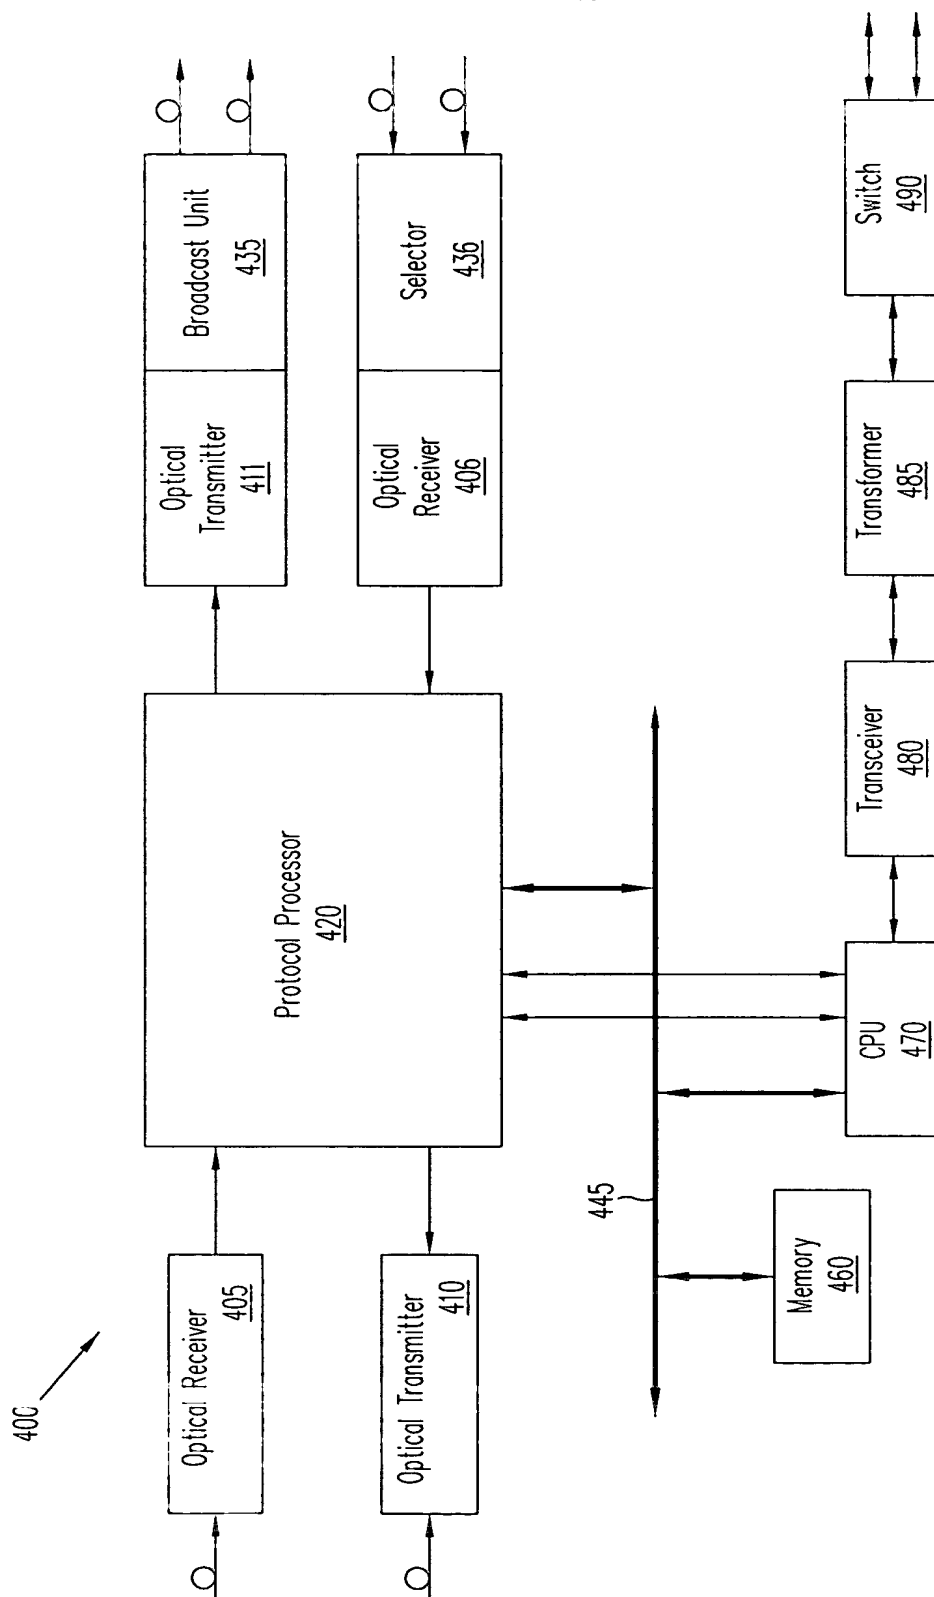 400
Optical Receiver
405
Optical Transmitter
410
Protocol Processor
420
Optical
Transmitter
411
Broadcast Unit
435
Optical
Receiver
406
Selector
436
445
Memory
460
CPU
470
Transceiver
480
Transformer
485
Switch
490